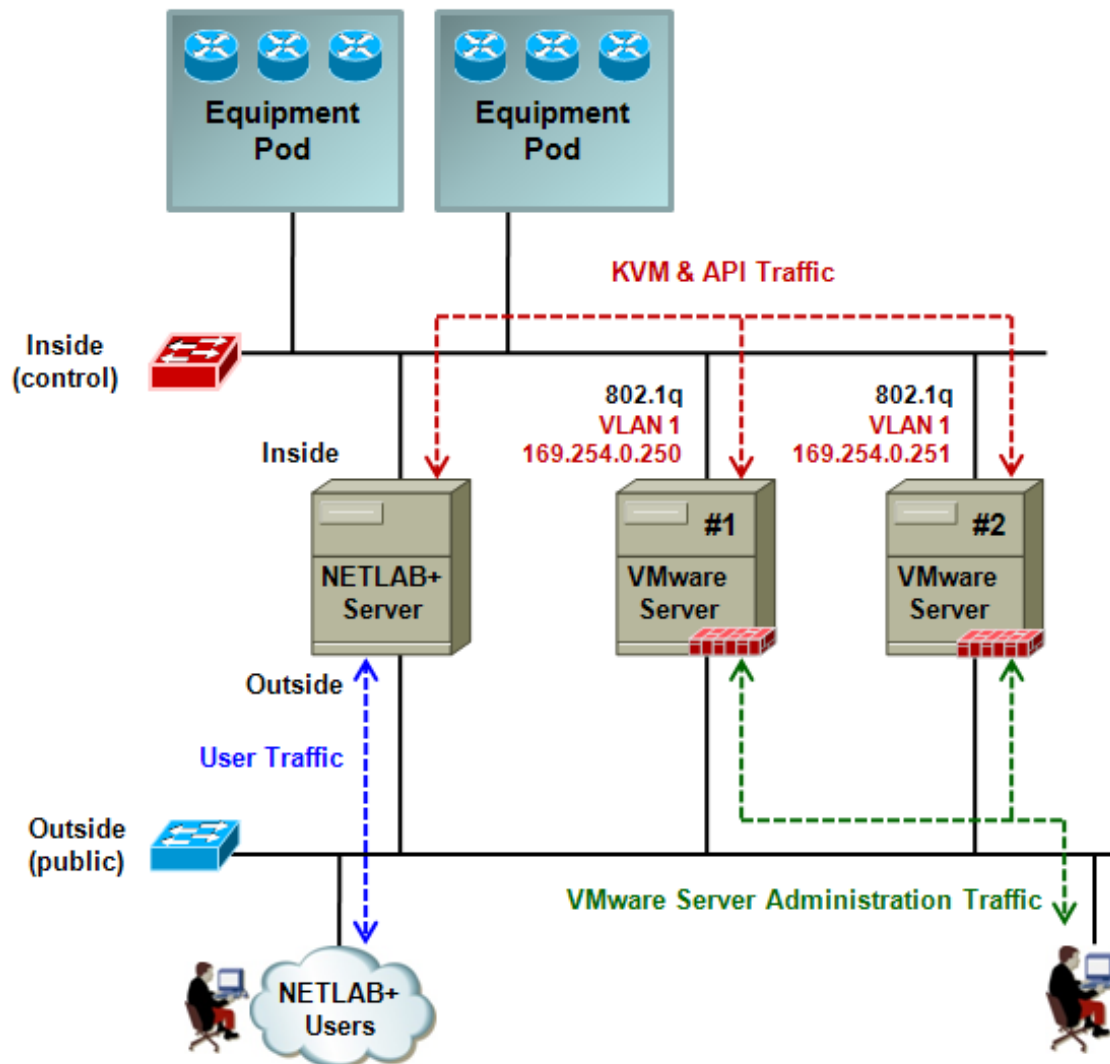 Equipment
Pod
Equipment
Pod
KVM & API Traffic
Inside
(control)
802.1q
VLAN 1
169.254.0.250
802.1q
VLAN 1
169.254.0.251
Inside
#1
#2
NETLAB+
Server
VMware
Server
VMware
Server
Outside
User Traffic
Outside
(public)
VMware Server Administration Traffic
NETLAB+
Users